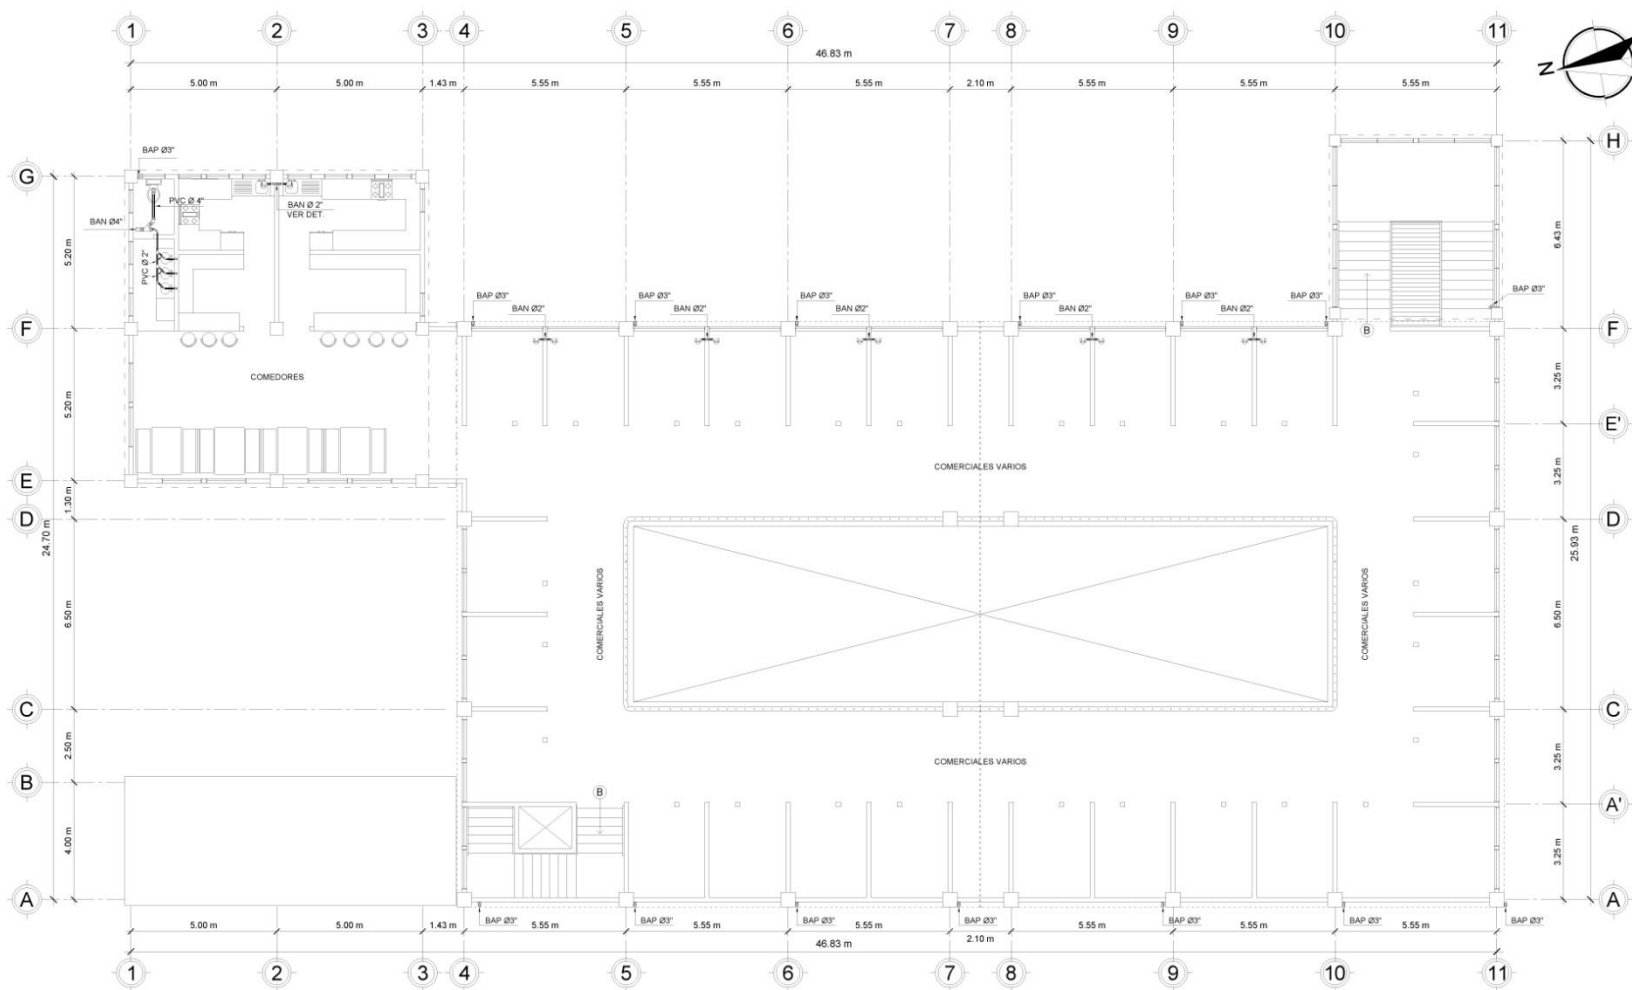 1 2 3 4 5 6 7 8 9 10 11
46.83 m
5.00 m 5.00 m 1.43 m 5.55 m 5.55 m 5.55 m 2.10 m 5.55 m 5.55 m 5.55 m
N
H
G
BAP Ø3"
PVC Ø 4"
BAN Ø 2"
VER DET.
BAN Ø4"
PVC Ø 2"
5.20 m
6.43 m
BAP Ø3" BAP Ø3" BAP Ø3" BAP Ø3" BAP Ø3" BAP Ø3" BAP Ø3"
BAN Ø2" BAN Ø2" BAN Ø2" BAN Ø2" BAN Ø2"
F
B
F
COMEDORES
5.20 m
3.25 m
E'
COMERCIALES VARIOS
3.25 m
E
1.30 m
D
D
24.70 m
25.93 m
6.50 m
COMERCIALES VARIOS
COMERCIALES VARIOS
6.50 m
C
C
2.50 m
COMERCIALES VARIOS
3.25 m
B
B
A'
4.00 m
3.25 m
A
A
BAP Ø3" BAP Ø3" BAP Ø3" BAP Ø3" BAP Ø3" BAP Ø3" BAP Ø3"
5.00 m 5.00 m 1.43 m 5.55 m 5.55 m 5.55 m 2.10 m 5.55 m 5.55 m 5.55 m
46.83 m
1 2 3 4 5 6 7 8 9 10 11